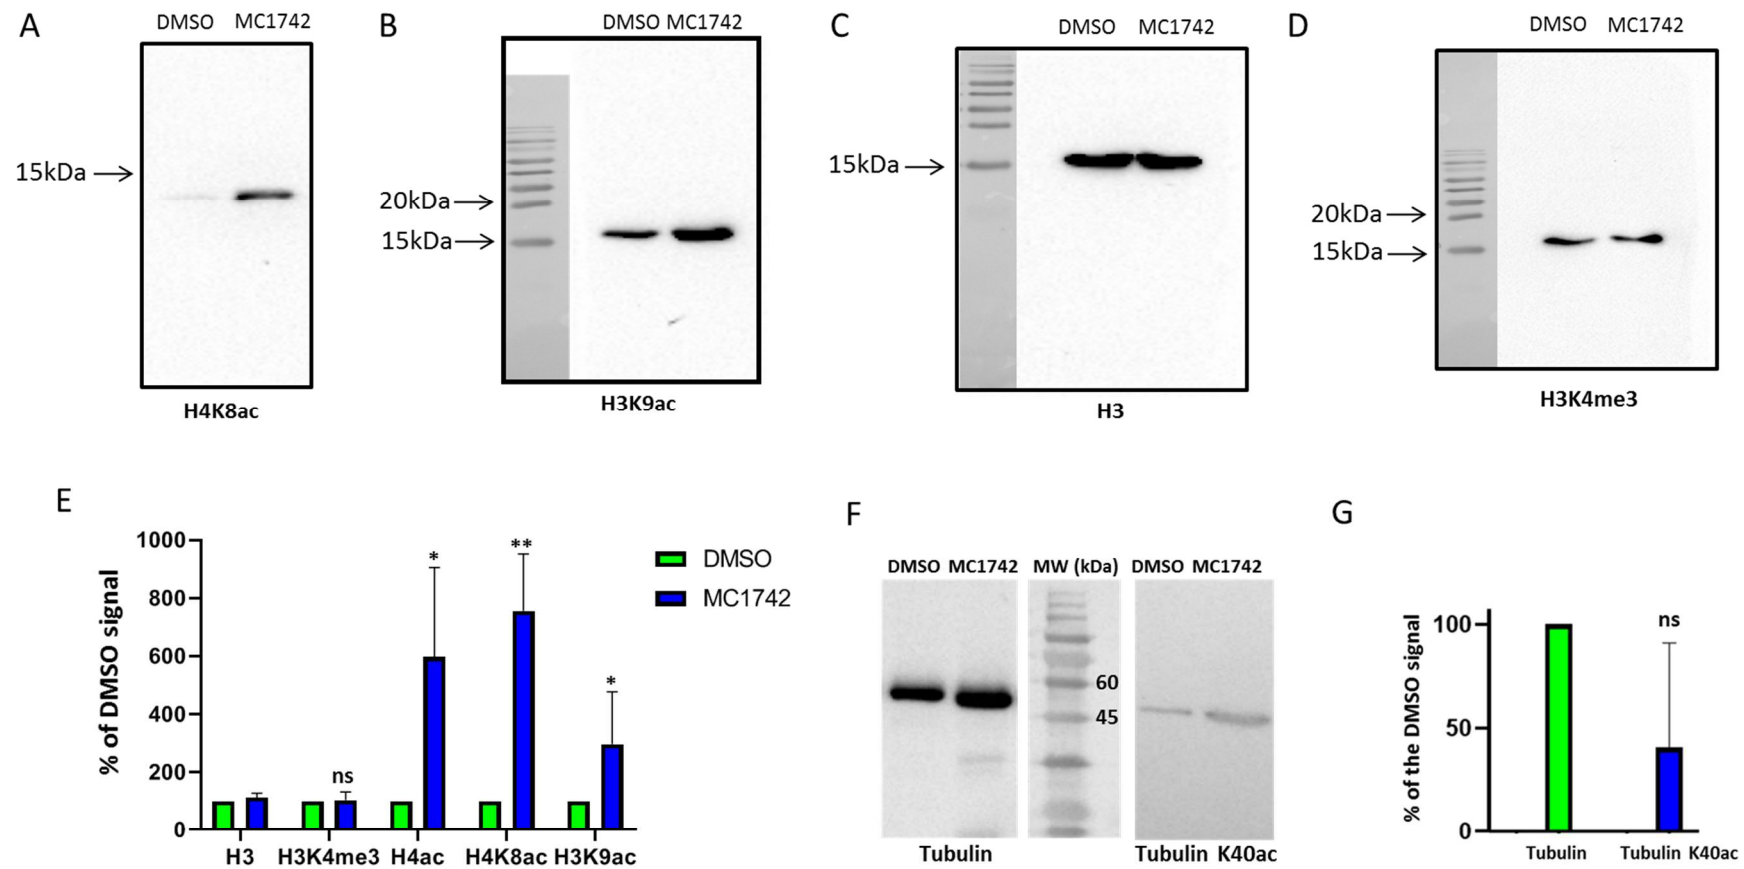 A
DMSO MC1742
15kDa
H4K8ac
B
DMSO MC1742
20kDa
15kDa
H3K9ac
C
DMSO MC1742
15kDa
H3
D
DMSO MC1742
20kDa
15kDa
H3K4me3
E
% of DMSO signal
1000
800
600
400
200
0
ns
*
**
*
H3 H3K4me3 H4ac H4K8ac H3K9ac
DMSO
MC1742
F
DMSO MC1742 MW (kDa) DMSO MC1742
60
45
Tubulin Tubulin K40ac
G
% of the DMSO signal
100
50
0
ns
Tubulin Tubulin K40ac